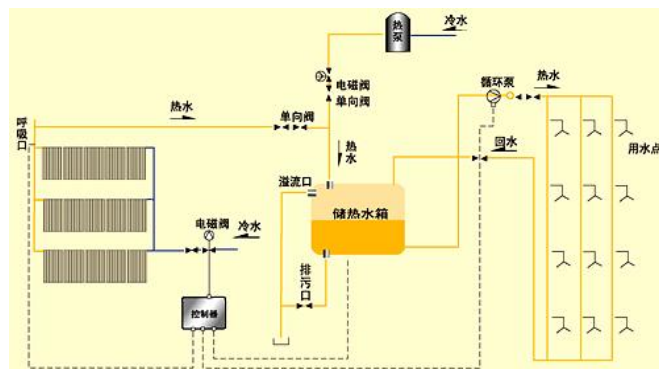 热泵
冷水
电磁阀
单向阀
循环泵
热水
热水
单向阀
呼吸口
热水
回水
用水点
溢流口
储热水箱
电磁阀
冷水
排污口
控制器